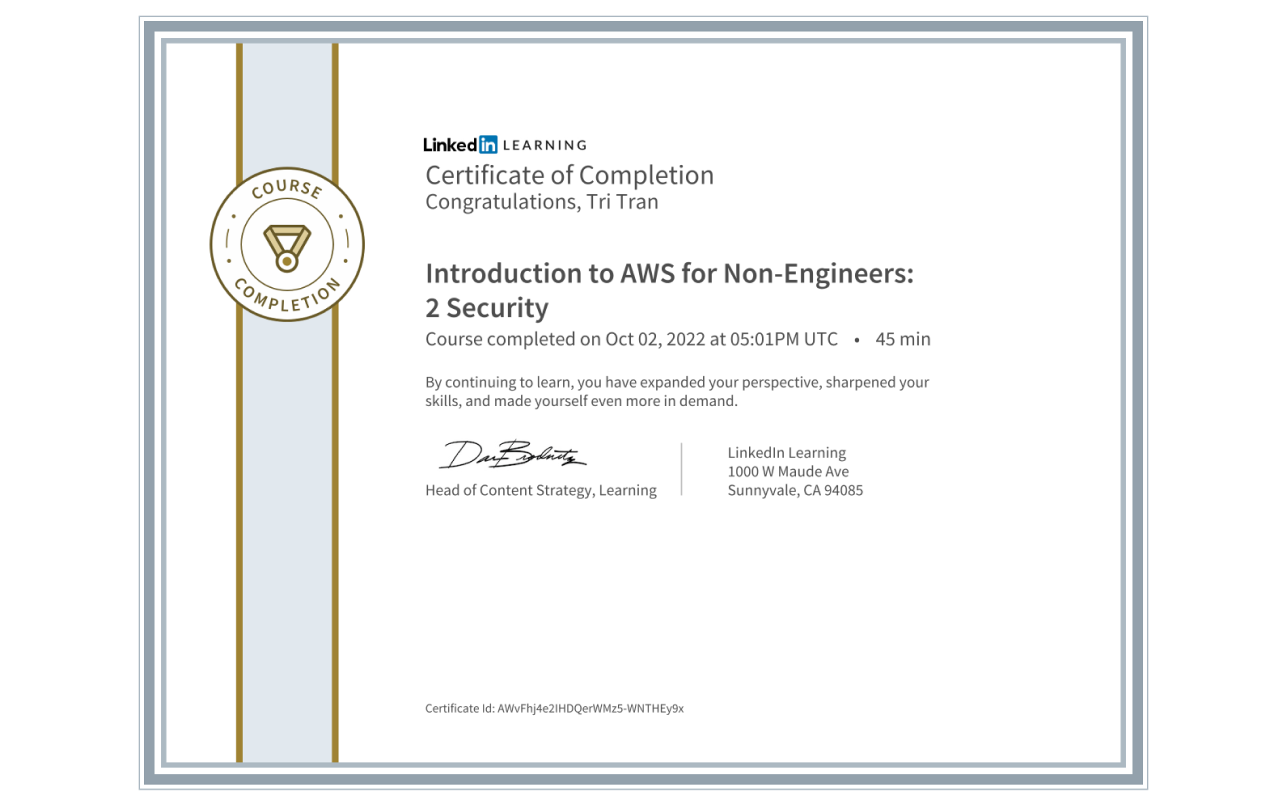 COURSE
COMPLETION
Linkedin LEARNING
Certificate of Completion
Congratulations, Tri Tran
Introduction to AWS for Non-Engineers:
2 Security
Course completed on Oct 02, 2022 at 05:01PM UTC • 45 min
By continuing to learn, you have expanded your perspective, sharpened your
skills, and made yourself even more in demand.
Head of Content Strategy, Learning
LinkedIn Learning
1000 W Maude Ave
Sunnyvale, CA 94085
Certificate Id: AWvFhj4e2IHDQerWMz5-WNTHEy9x